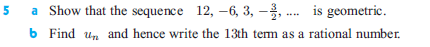 5 a Show that the sequence 12, −6, 3, −3/2, .... is geometric.
b Find uₙ and hence write the 13th term as a rational number.